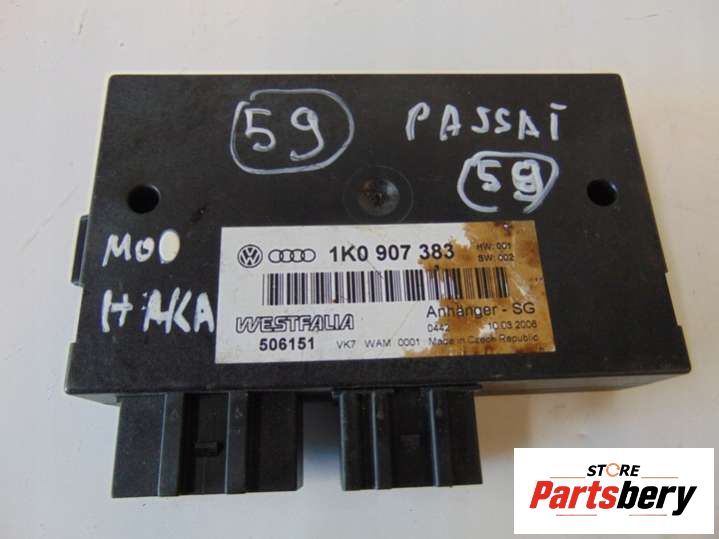 59
PASSAT
59
MOD
HAKA
1K0 907 383
HW: 001
SW: 002
WESTFALIA
Anhänger - SG
506151
0442 10.03.2006
VK7 WAM 0001 Made in Czech Republic
STORE
Partsbery